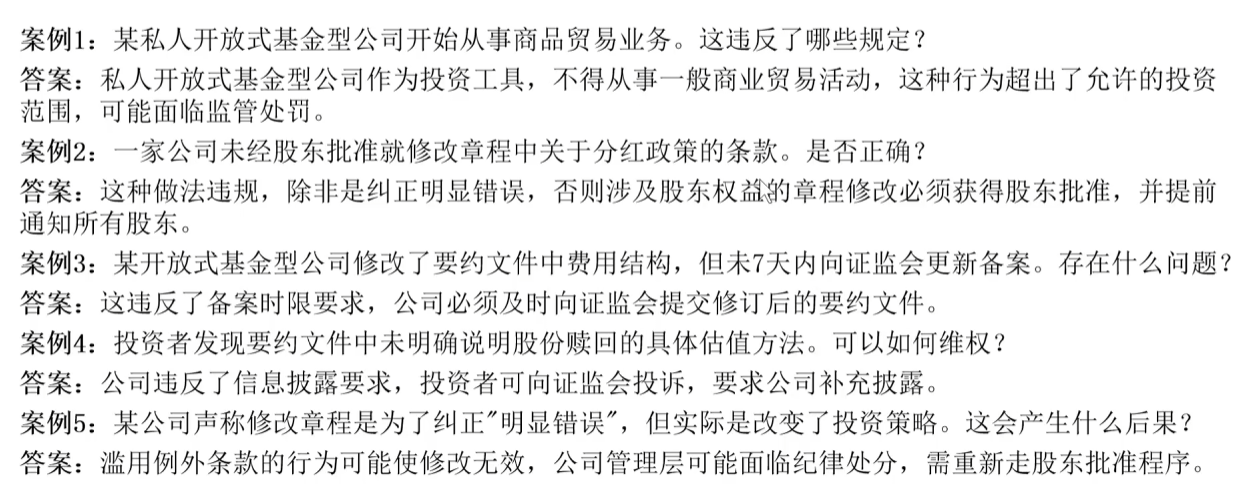 案例1：某私人开放式基金型公司开始从事商品贸易业务。这违反了哪些规定？
答案：私人开放式基金型公司作为投资工具，不得从事一般商业贸易活动，这种行为超出了允许的投资
范围，可能面临监管处罚。
案例2：一家公司未经股东批准就修改章程中关于分红政策的条款。是否正确？
答案：这种做法违规，除非是纠正明显错误，否则涉及股东权益的章程修改必须获得股东批准，并提前
通知所有股东。
案例3：某开放式基金型公司修改了要约文件中费用结构，但未7天内向证监会更新备案。存在什么问题？
答案：这违反了备案时限要求，公司必须及时向证监会提交修订后的要约文件。
案例4：投资者发现要约文件中未明确说明股份赎回的具体估值方法。可以如何维权？
答案：公司违反了信息披露要求，投资者可向证监会投诉，要求公司补充披露。
案例5：某公司声称修改章程是为了纠正"明显错误"，但实际是改变了投资策略。这会产生什么后果？
答案：滥用例外条款的行为可能使修改无效，公司管理层可能面临纪律处分，需重新走股东批准程序。